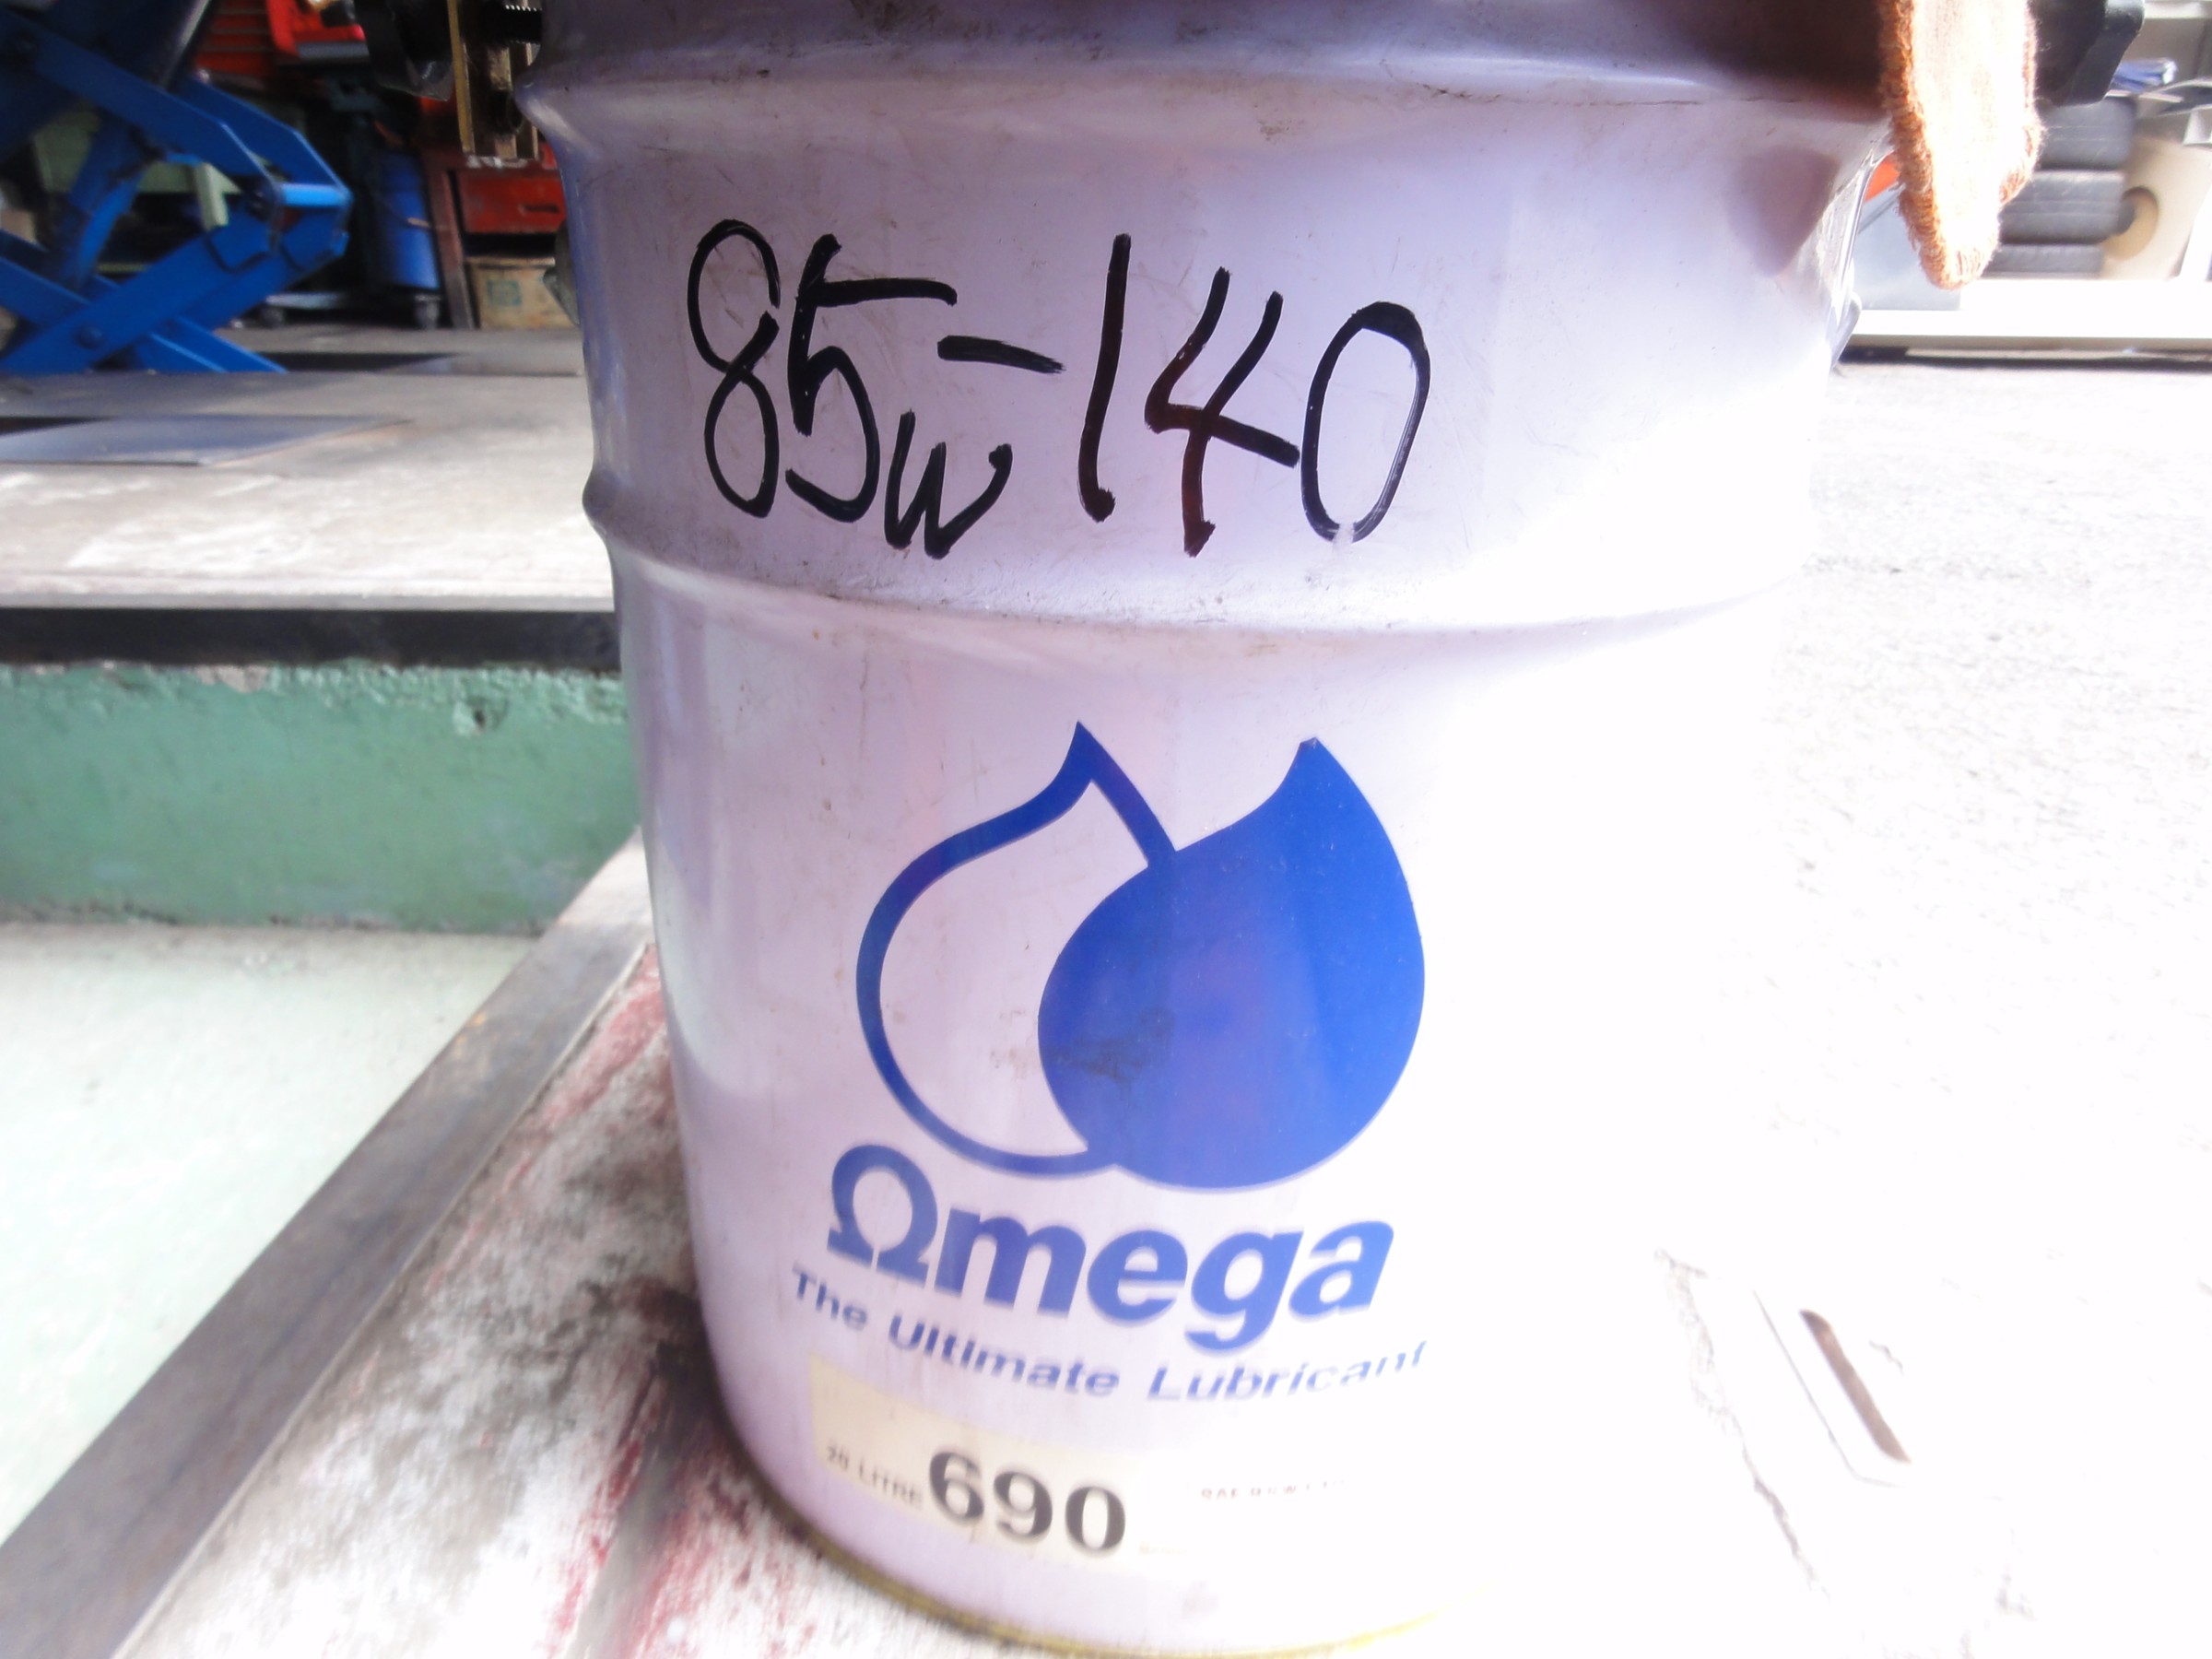 85w-140
Ωmega
The Ultimate Lubricant
20 LITRE 690